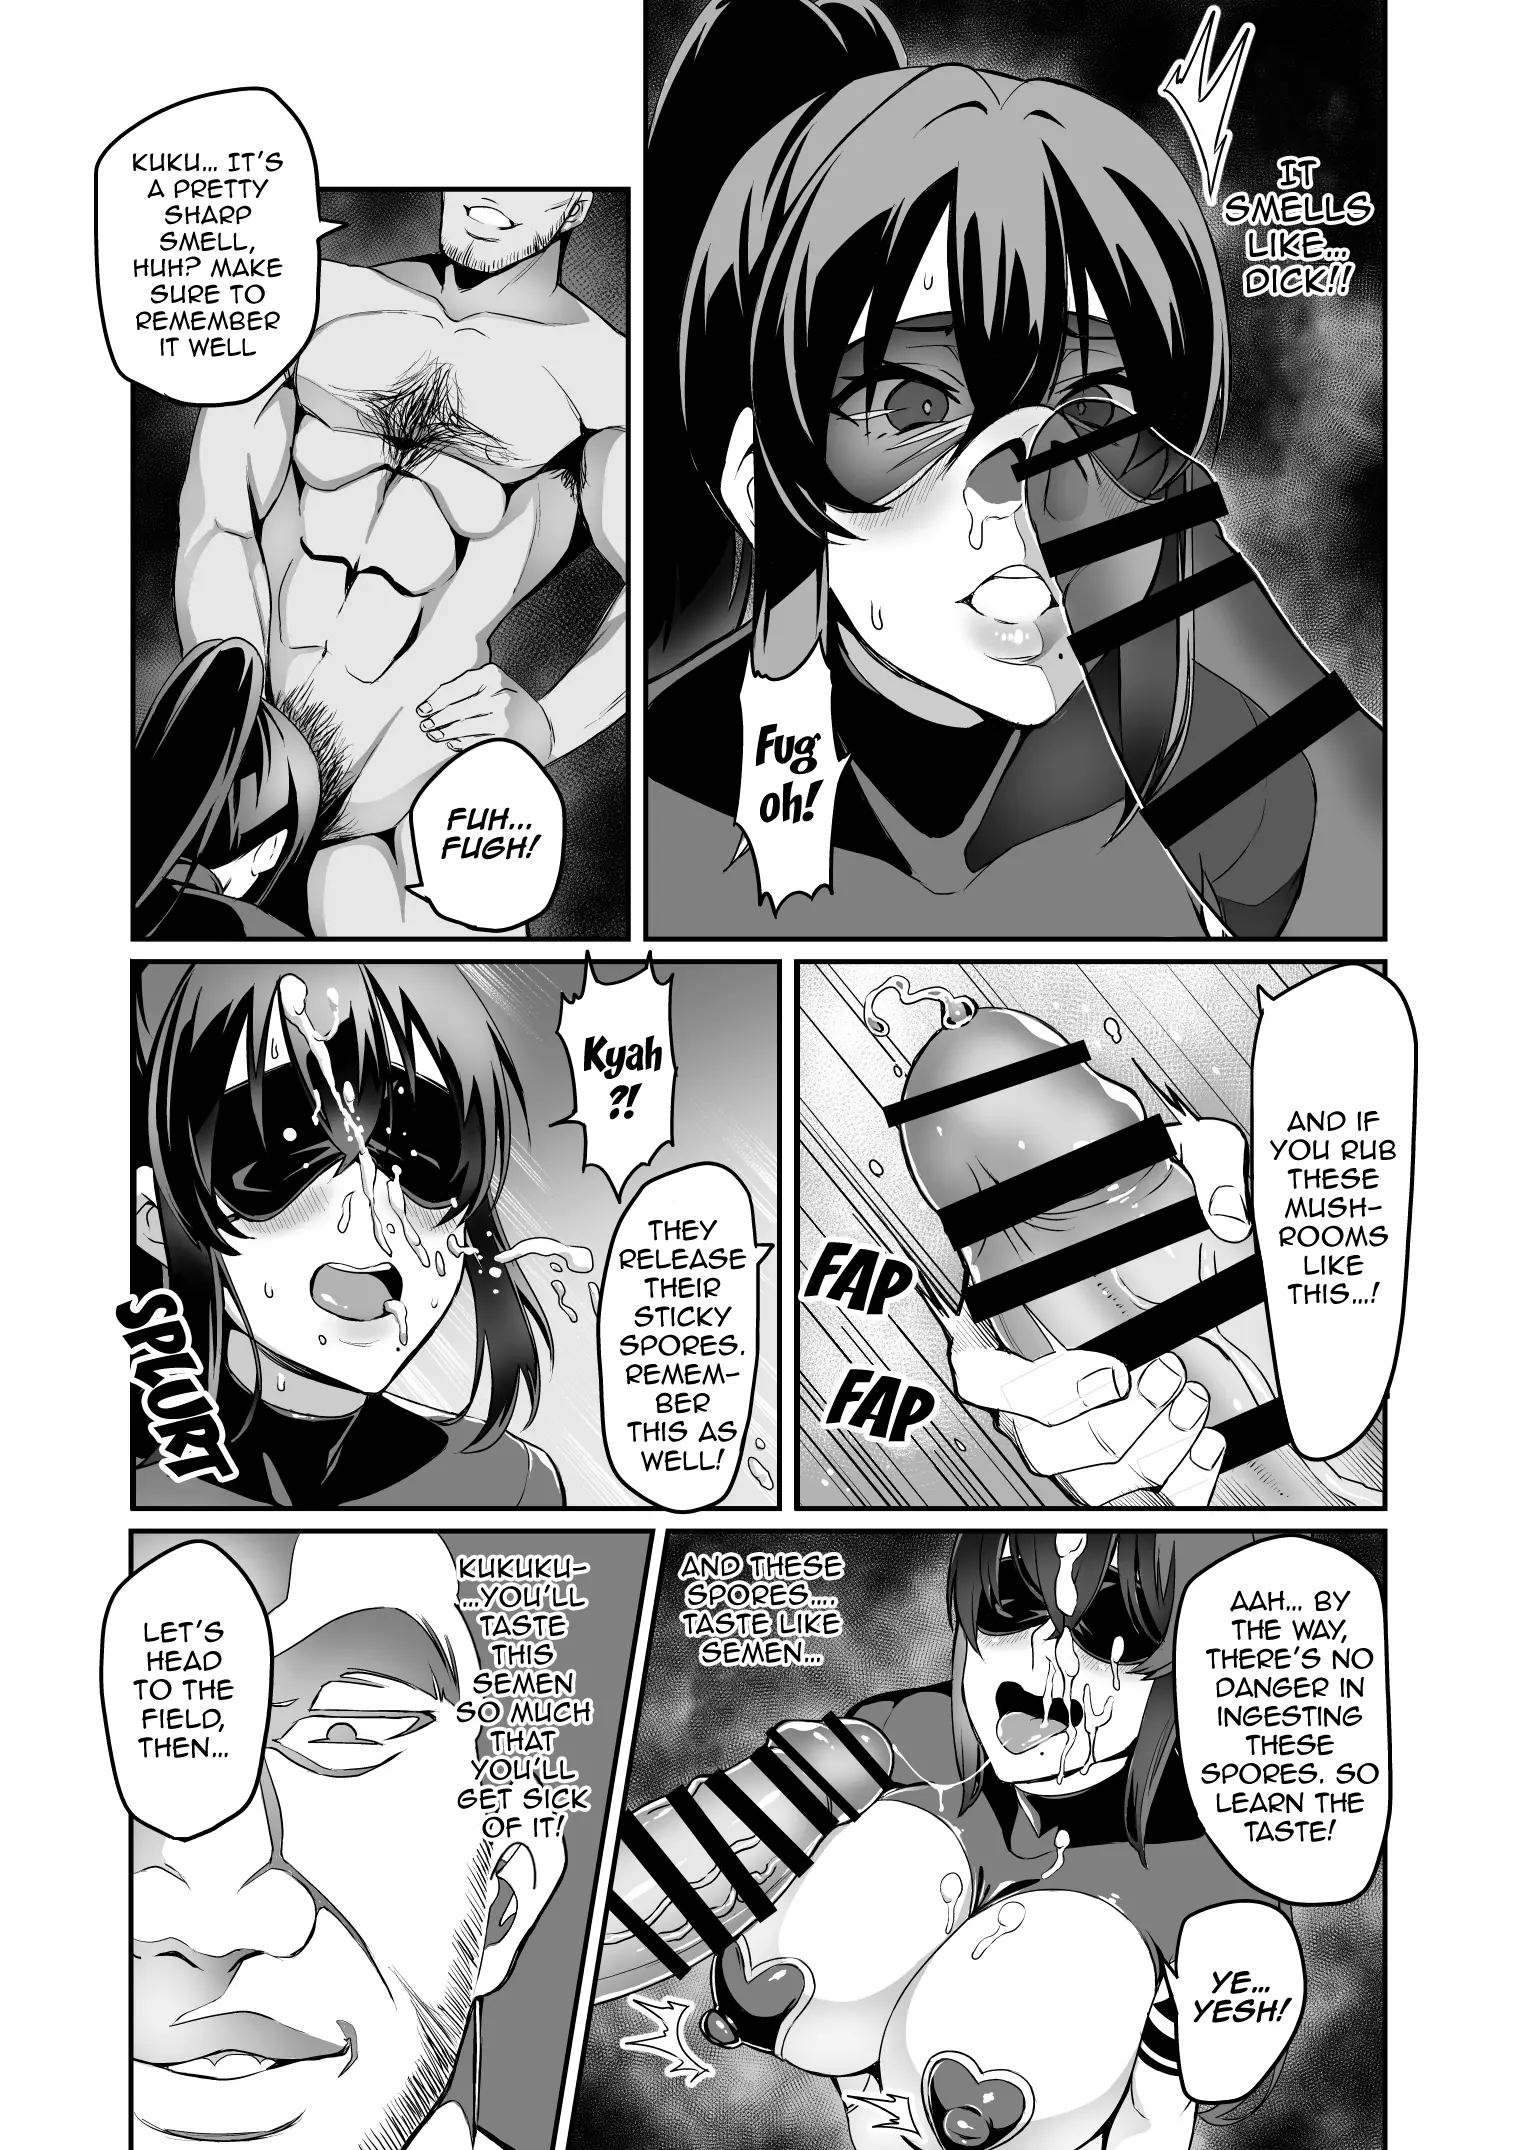 IT
SMELLS
LIKE...
DICK!!
Fug
oh!
KUKU... IT'S
A PRETTY
SHARP
SMELL,
HUH? MAKE
SURE TO
REMEMBER
IT WELL
FUH...
FUGH!
AND IF
YOU RUB
THESE
MUSH-
ROOMS
LIKE
THIS...!
FAP
FAP
Kyah
?!
THEY
RELEASE
THEIR
STICKY
SPORES.
REMEM-
BER
THIS AS
WELL!
SPLURT
AAH... BY
THE WAY,
THERE'S NO
DANGER IN
INGESTING
THESE
SPORES. SO
LEARN THE
TASTE!
AND THESE
SPORES....
TASTE LIKE
SEMEN...
YE...
YESH!
KUKUKU-
...YOU'LL
TASTE
THIS
SEMEN
SO MUCH
THAT
YOU'LL
GET SICK
OF IT!
LET'S
HEAD
TO THE
FIELD,
THEN...